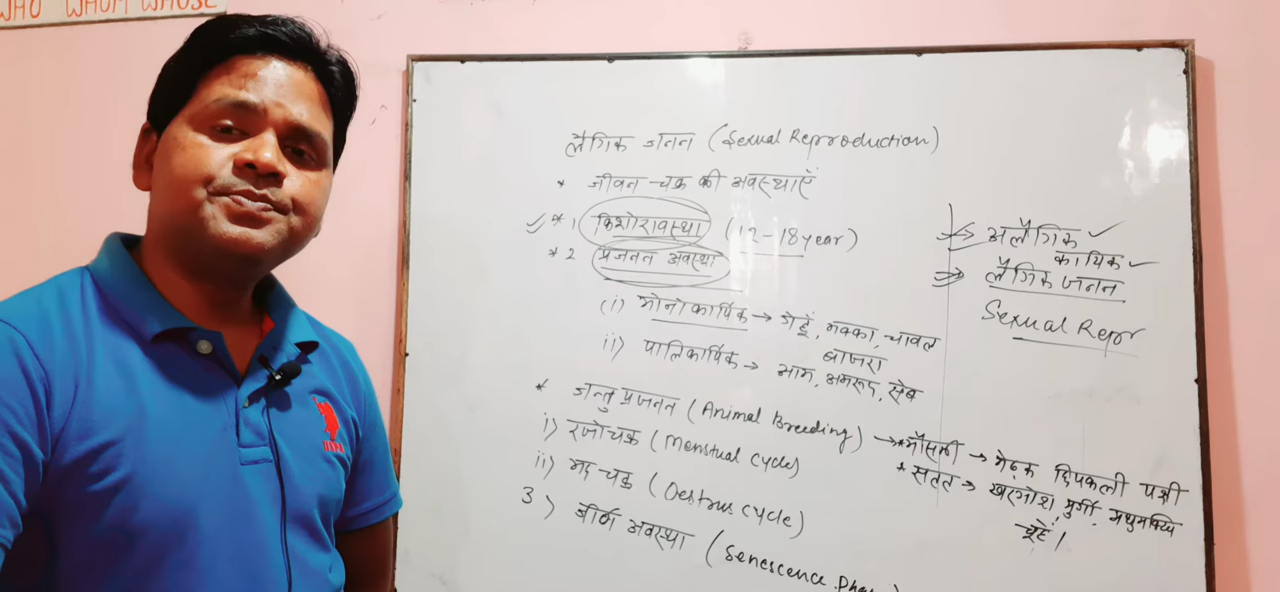 WHO WHOM WHOSE
लैगिक जनन (Sexual Reproduction)
* जीवन चक्र की अवस्थाएँ
* 1 किशोरावस्था (12-18 year)
* 2 प्रजनन अवस्था
(i) मोनोकार्पिक → गेहूं, मक्का, चावल
बाजरा
ii) पालिकार्पिक → आम, अमरूद, सेब
* जन्तु प्रजनन (Animal Breeding) → * मौसमी → मेढ़क छिपकली पक्षी
* सतत → खरगोश, मुर्गी, मधुमक्खि
चूहे।
i) रजोचक्र (Menstual Cycle)
ii) मद चक्र (Oestrus Cycle)
3) जीर्ण अवस्था (Senescence Phas
अलैगिक
कायिक
लैगिक जनन
Sexual Repr